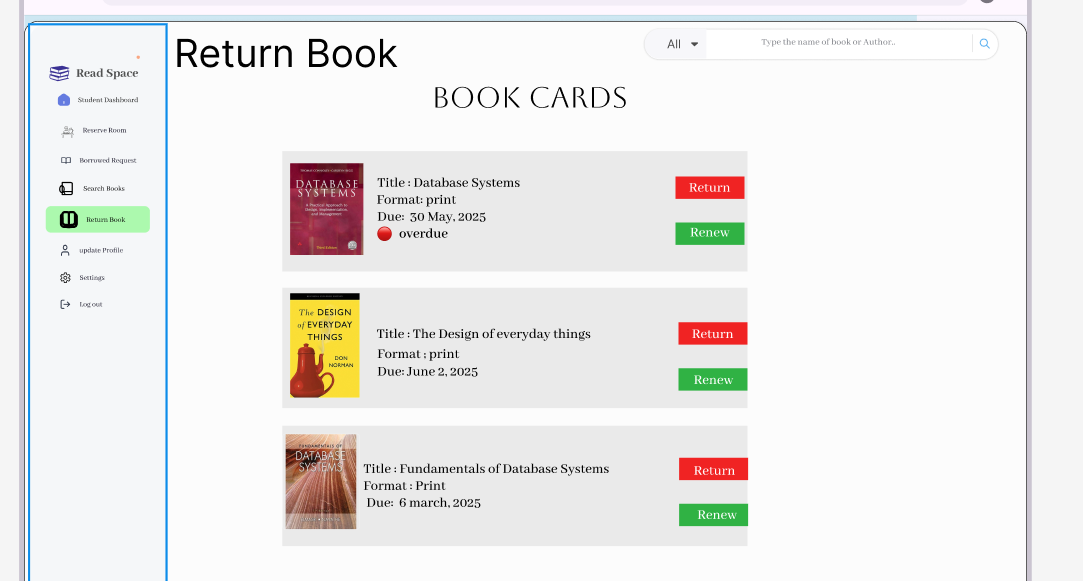 Return Book
All
Type the name of book or Author..
Read Space
Student Dashboard
Reserve Room
Borrowed Request
Search Books
Return Book
update Profile
Settings
Log out
BOOK CARDS
DATABASE
SYSTEMS
A Practical Approach to
Design, Implementation,
and Management
Third Edition
Title : Database Systems
Format: print
Due: 30 May, 2025
overdue
Return
Renew
The DESIGN
of EVERYDAY
THINGS
DON
NORMAN
Title : The Design of everyday things
Format ; print
Due: June 2, 2025
Return
Renew
FUNDAMENTALS OF
DATABASE
SYSTEMS
Title : Fundamentals of Database Systems
Format : Print
Due: 6 march, 2025
Return
Renew